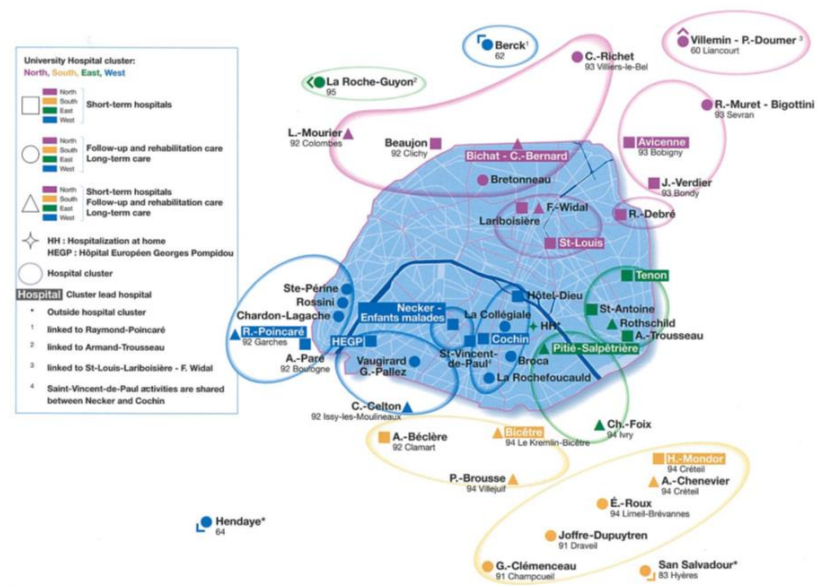 University Hospital cluster:
North, South, East, West
North
South
East
West
Short-term hospitals
North
South
East
West
Follow-up and rehabilitation care
Long-term care
North
South
East
West
Short-term hospitals
Follow-up and rehabilitation care
Long-term care
HH : Hospitalization at home
HEGP : Hôpital Européen Georges Pompidou
Hospital cluster
Hospital Cluster lead hospital
* Outside hospital cluster
1 linked to Raymond-Poincaré
2 linked to Armand-Trousseau
3 linked to St-Louis-Lariboisière - F. Widal
4 Saint-Vincent-de-Paul activities are shared
between Necker and Cochin
Berck1
62
C.-Richet
93 Villiers-le-Bel
Villemin - P.-Doumer 3
60 Liancourt
La Roche-Guyon2
95
R.-Muret - Bigottini
93 Sevran
L.-Mourier
92 Colombes
Beaujon
92 Clichy
Bichat - C.-Bernard
Avicenne
93 Bobigny
Bretonneau
J.-Verdier
93 Bondy
F.-Widal
Lariboisière
R.-Debré
St-Louis
Tenon
Ste-Périne
Rossini
Chardon-Lagache
Hôtel-Dieu
Necker -
Enfants malades
La Collégiale
St-Antoine
Rothschild
HH*
A.-Trousseau
R.-Poincaré
92 Garches
HEGP
Cochin
Pitié-Salpêtrière
A.-Paré
92 Boulogne
Vaugirard
G.-Pallez
St-Vincent-
de-Paul4
Broca
La Rochefoucauld
C.-Celton
92 Issy-les-Moulineaux
Ch.-Foix
94 Ivry
A.-Béclère
92 Clamart
Bicêtre
94 Le Kremlin-Bicêtre
H.-Mondor
94 Créteil
P.-Brousse
94 Villejuif
A.-Chenevier
94 Créteil
É.-Roux
94 Limeil-Brévannes
Hendaye*
64
Joffre-Dupuytren
91 Draveil
G.-Clémenceau
91 Champcueil
San Salvadour*
83 Hyères